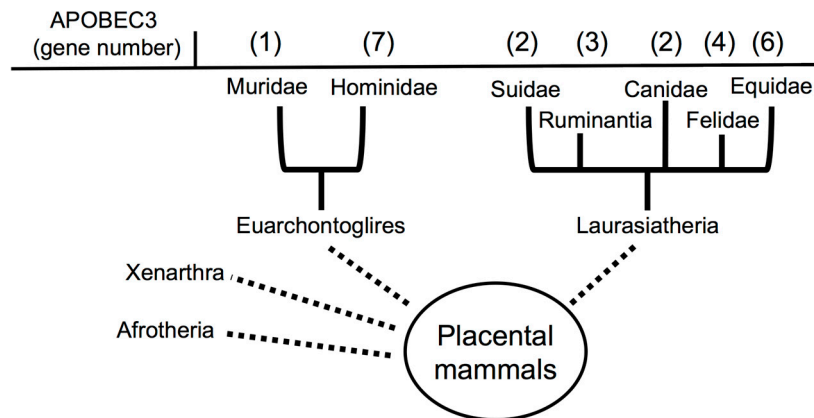 APOBEC3
(gene number)
(1) (7) (2) (3) (2) (4) (6)
Muridae Hominidae Suidae Canidae Equidae
Ruminantia Felidae
Euarchontoglires Laurasiatheria
Xenarthra
Afrotheria
Placental
mammals